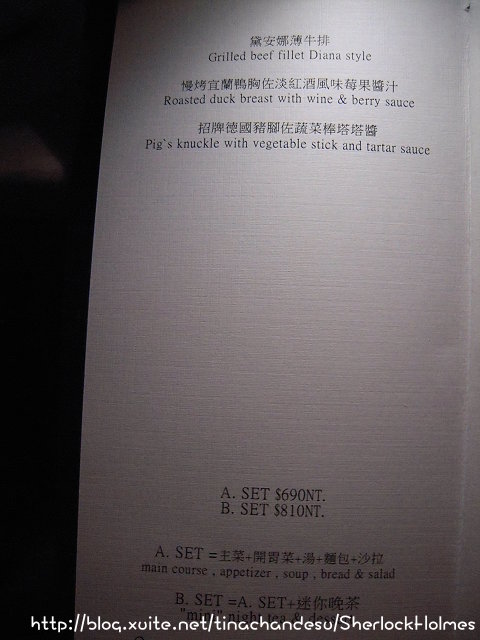 黛安娜薄牛排
Grilled beef fillet Diana style
慢烤宜蘭鴨胸佐淡紅酒風味莓果醬汁
Roasted duck breast with wine & berry sauce
招牌德國豬腳佐蔬菜棒塔塔醬
Pig`s knuckle with vegetable stick and tartar sauce
A. SET $690NT.
B. SET $810NT.
A. SET =主菜+開胃菜+湯+麵包+沙拉
main course , appetizer , soup , bread & salad
B. SET =A. SET+迷你晚茶
"mini" night tea &
http://blog.xuite.net/tinachancesu/SherlockHolmes